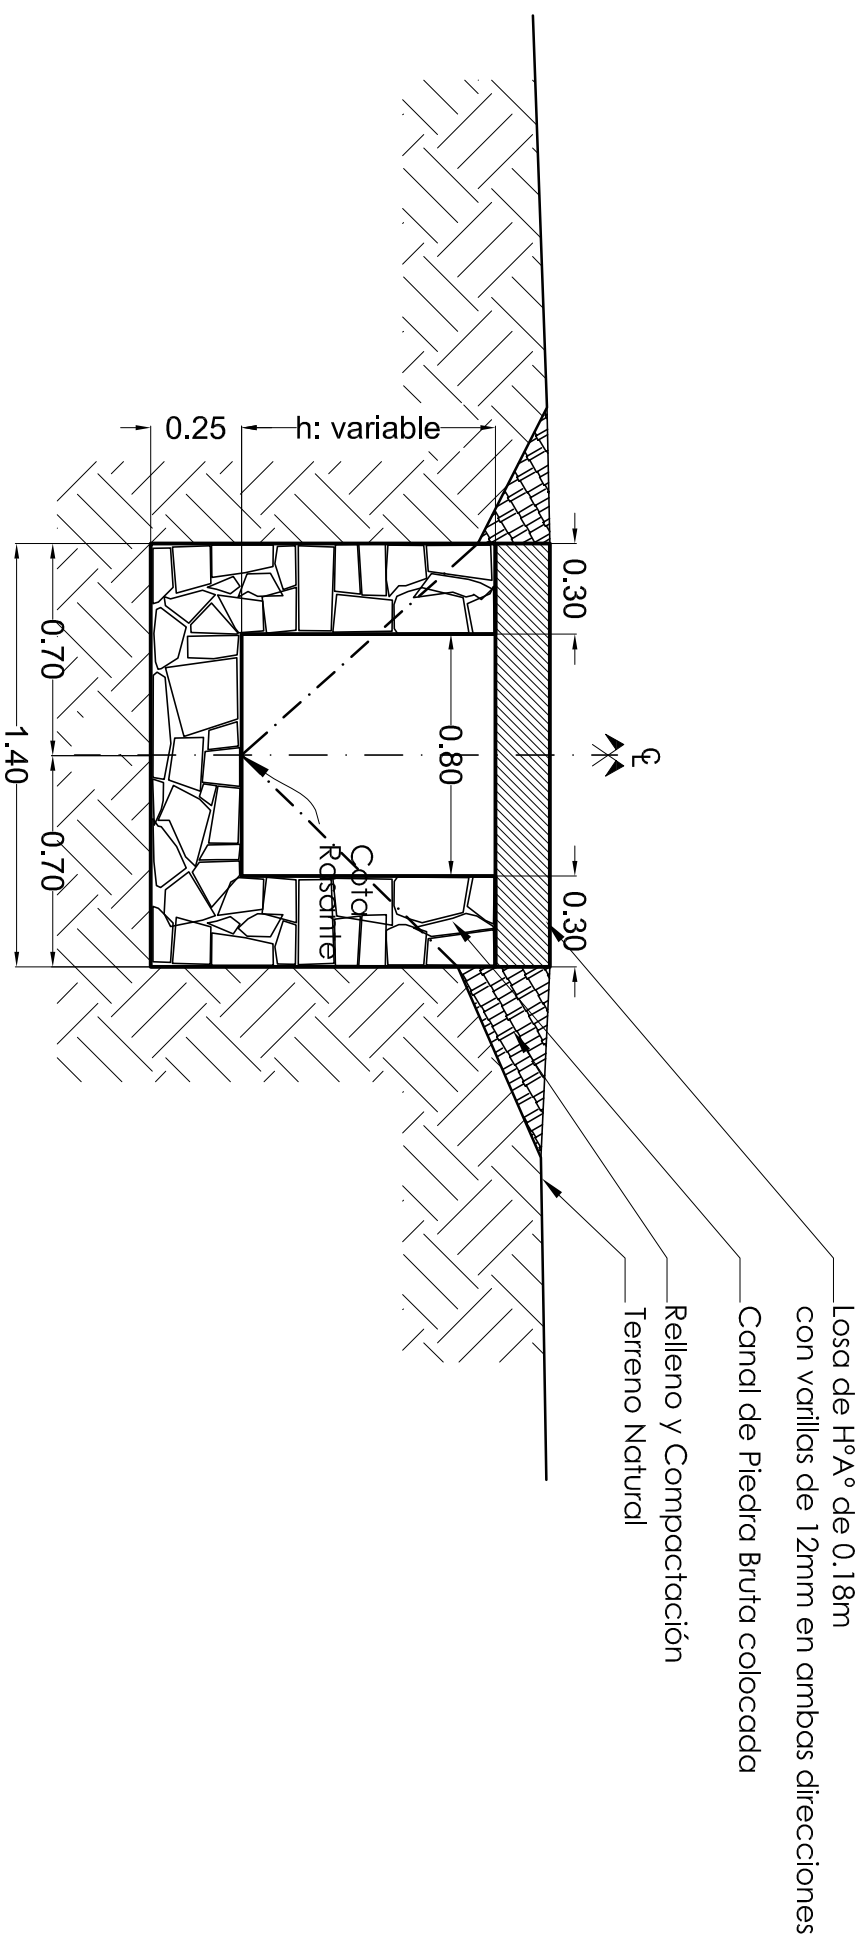 Losa de HºAº de 0.18m
con varillas de 12mm en ambas direcciones
Canal de Piedra Bruta colocada
Relleno y Compactación
Terreno Natural
℄
0.30
0.30
0.80
h: variable
0.25
Cota
Rasante
0.70
0.70
1.40